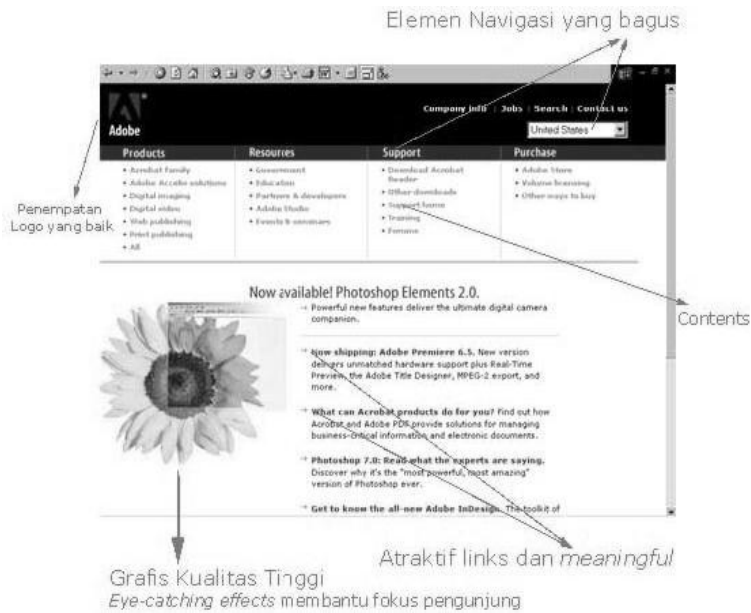 Elemen Navigasi yang bagus
Company info | Jobs | Search | Contact us
Adobe
United States
Products
Resources
Support
Purchase
• Acrobat family
• Adobe Accelio solutions
• Digital imaging
• Digital video
• Web publishing
• Print publishing
• All
• Government
• Education
• Partners & developers
• Adobe Studio
• Events & seminars
• Download Acrobat
Reader
• Other downloads
• Support home
• Training
• Forums
• Adobe Store
• Volume licensing
• Other ways to buy
Penempatan
Logo yang baik
Contents
Now available! Photoshop Elements 2.0.
→ Powerful new features deliver the ultimate digital camera
companion.
→ Now shipping: Adobe Premiere 6.5. New version
delivers unmatched hardware support plus Real-Time
Preview, the Adobe Title Designer, MPEG-2 export, and
more.
→ What can Acrobat products do for you? Find out how
Acrobat and Adobe PDF provide solutions for managing
business-critical information and electronic documents.
→ Photoshop 7.0: Read what the experts are saying.
Discover why it's the "most powerful, most amazing"
version of Photoshop ever.
→ Get to know the all-new Adobe InDesign. The toolkit of
Atraktif links dan meaningful
Grafis Kualitas Tinggi
Eye-catching effects membantu fokus pengunjung